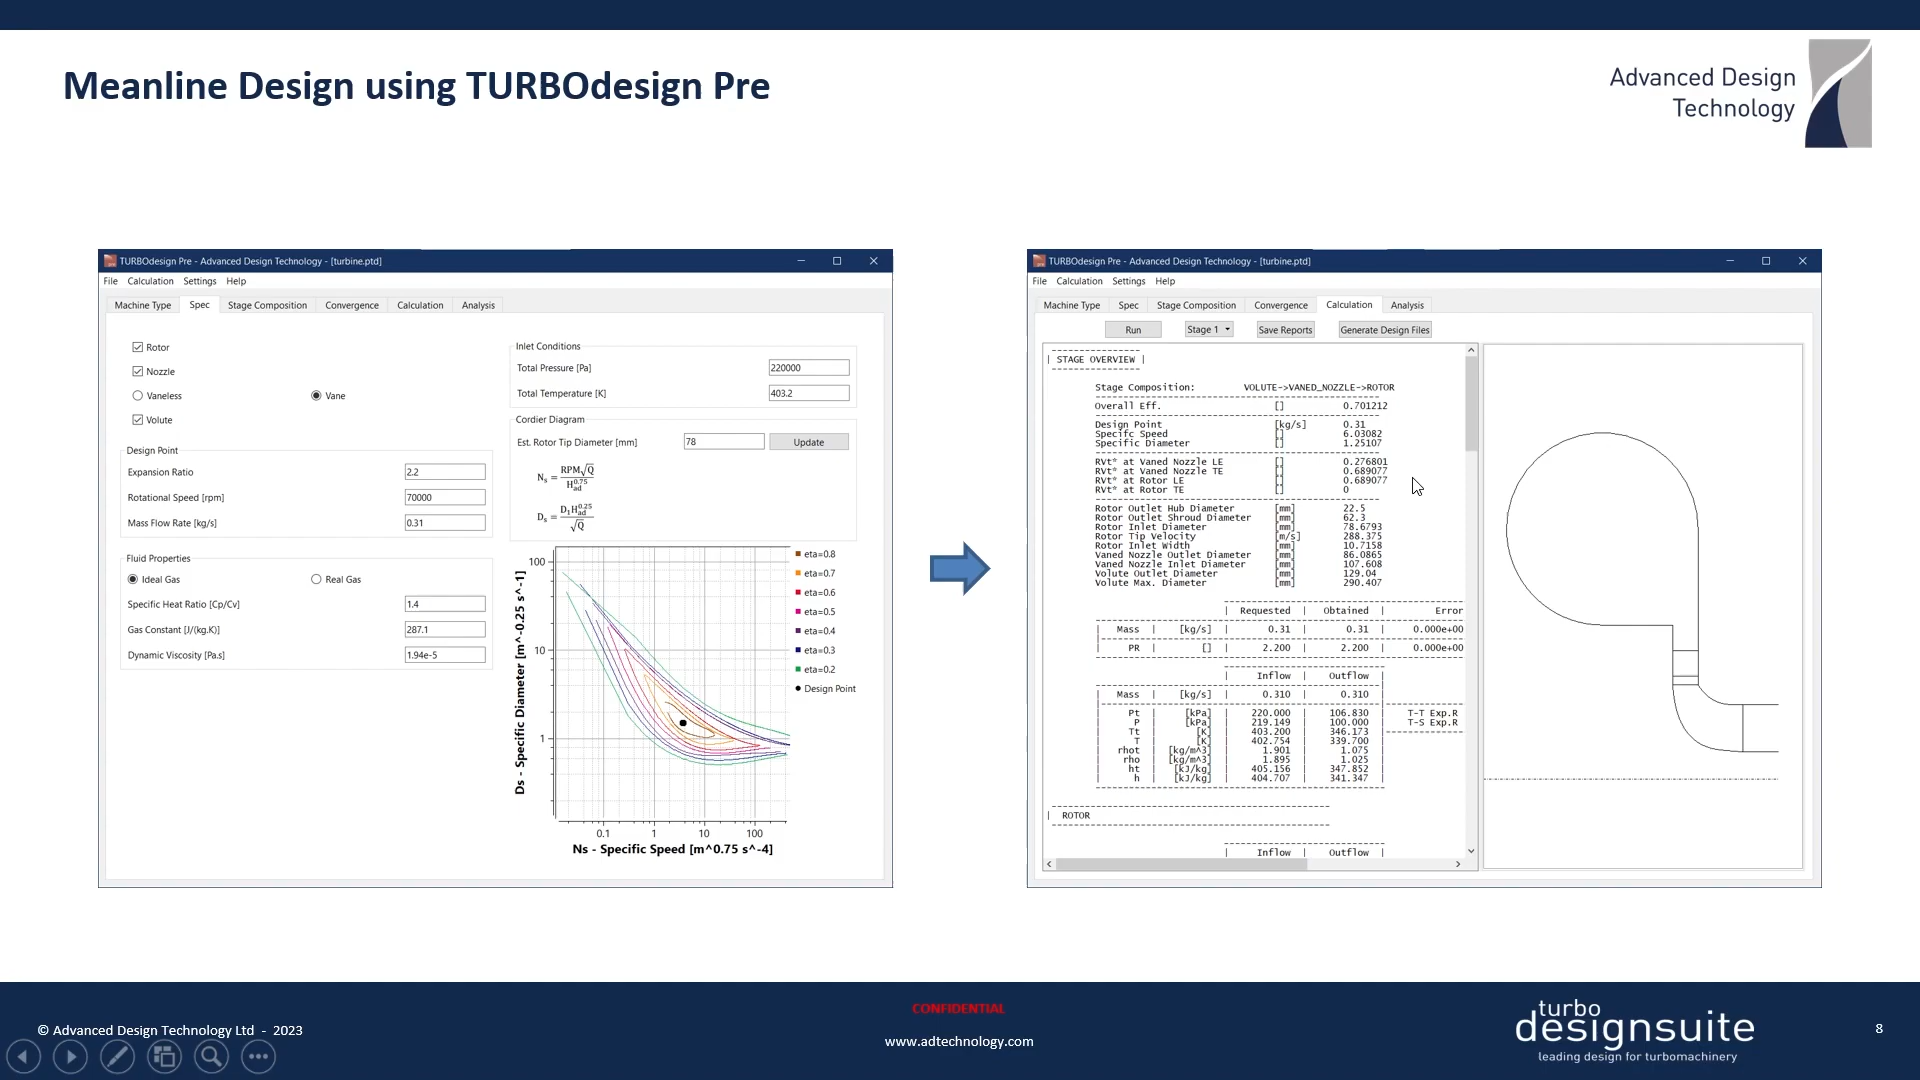 Meanline Design using TURBOdesign Pre
Advanced Design
Technology
TURBOdesign Pre - Advanced Design Technology - [turbine.ptd]
File Calculation Settings Help
Machine Type Spec Stage Composition Convergence Calculation Analysis
Rotor
Nozzle
Vaneless Vane
Volute
Design Point
Expansion Ratio 2.2
Rotational Speed [rpm] 70000
Mass Flow Rate [kg/s] 0.31
Fluid Properties
Ideal Gas Real Gas
Specific Heat Ratio [Cp/Cv] 1.4
Gas Constant [J/(kg.K)] 287.1
Dynamic Viscosity [Pa.s] 1.94e-5
Inlet Conditions
Total Pressure [Pa] 220000
Total Temperature [K] 403.2
Cordier Diagram
Est. Rotor Tip Diameter [mm] 78 Update
Ns = RPM√Q / Had^0.75
Ds = D1Had^0.25 / √Q
Ds - Specific Diameter [m^-0.25 s^-1]
100
10
1
0.1 1 10 100
Ns - Specific Speed [m^0.75 s^-4]
eta=0.8
eta=0.7
eta=0.6
eta=0.5
eta=0.4
eta=0.3
eta=0.2
Design Point
TURBOdesign Pre - Advanced Design Technology - [turbine.ptd]
File Calculation Settings Help
Machine Type Spec Stage Composition Convergence Calculation Analysis
Run Stage 1 Save Reports Generate Design Files
| STAGE OVERVIEW |
Stage Composition: VOLUTE->VANED_NOZZLE->ROTOR
Overall Eff. [] 0.701212
Design Point [kg/s] 0.31
Specifc Speed [] 6.03082
Specific Diameter [] 1.25107
RVt* at Vaned Nozzle LE [] 0.276801
RVt* at Vaned Nozzle TE [] 0.689077
RVt* at Rotor LE [] 0.689077
RVt* at Rotor TE [] 0
Rotor Outlet Hub Diameter [mm] 22.5
Rotor Outlet Shroud Diameter [mm] 62.3
Rotor Inlet Diameter [mm] 78.6793
Rotor Tip Velocity [m/s] 288.375
Rotor Inlet Width [mm] 10.7158
Vaned Nozzle Outlet Diameter [mm] 86.0865
Vaned Nozzle Inlet Diameter [mm] 107.608
Volute Outlet Diameter [mm] 129.04
Volute Max. Diameter [mm] 290.407
| Requested | Obtained | Error
| Mass | [kg/s] 0.31 | 0.31 | 0.000e+00
| PR | [] 2.200 | 2.200 | 0.000e+00
| Inflow | Outflow |
| Mass | [kg/s] | 0.310 | 0.310 |
| Pt | [kPa] | 220.000 | 106.830 | T-T Exp.R
| P | [kPa] | 219.149 | 100.000 | T-S Exp.R
| Tt | [K] | 403.200 | 346.173 |
| T | [K] | 402.754 | 339.700 |
| rhot | [kg/m^3] | 1.901 | 1.075 |
| rho | [kg/m^3] | 1.895 | 1.025 |
| ht | [kJ/kg] | 405.156 | 347.852 |
| h | [kJ/kg] | 404.707 | 341.347 |
| ROTOR
| Inflow | Outflow |
CONFIDENTIAL
© Advanced Design Technology Ltd - 2023
www.adtechnology.com
turbo
designsuite
leading design for turbomachinery
8